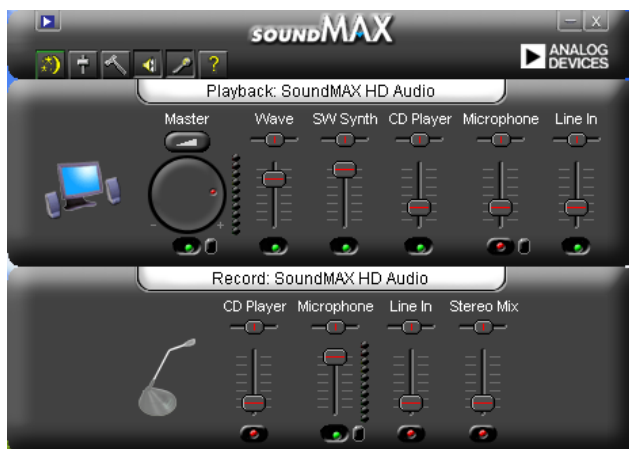 SOUNDMAX
ANALOG
DEVICES
Playback: SoundMAX HD Audio
Master Wave SW Synth CD Player Microphone Line In
- +
Record: SoundMAX HD Audio
CD Player Microphone Line In Stereo Mix